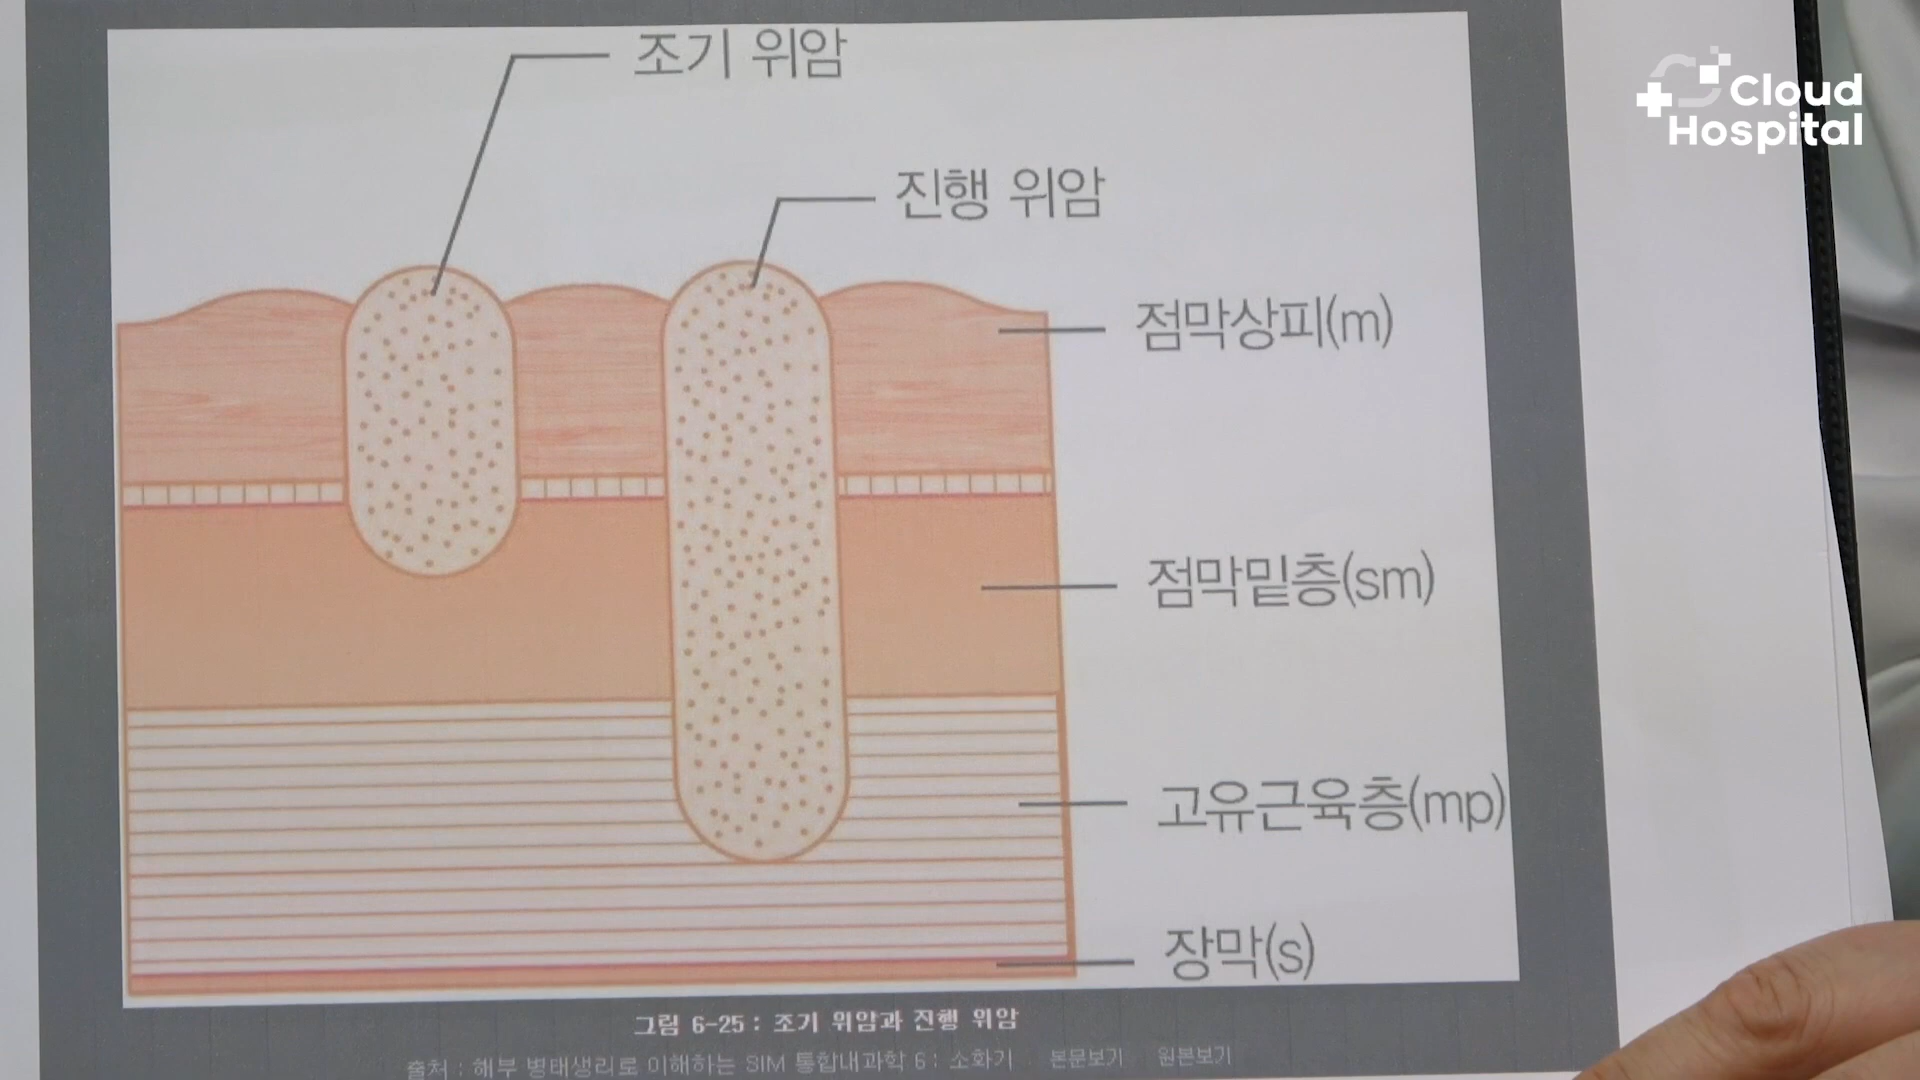 조기 위암
Cloud
Hospital
진행 위암
점막상피(m)
점막밑층(sm)
고유근육층(mp)
장막(s)
그림 6-25 : 조기 위암과 진행 위암
출처 : 해부 병태생리로 이해하는 SIM 통합내과학 6 : 소화기 본문보기 원본보기